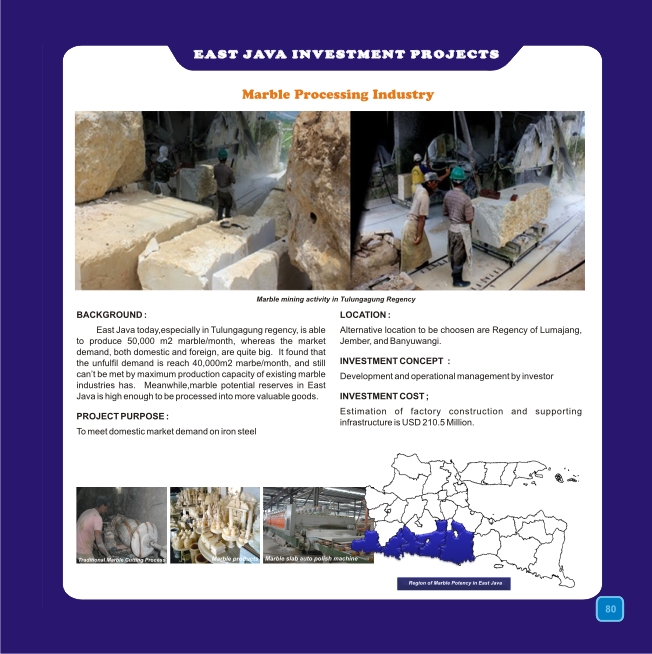 EAST JAVA INVESTMENT PROJECTS
Marble Processing Industry
Marble mining activity in Tulungagung Regency
BACKGROUND :
East Java today,especially in Tulungagung regency, is able
to produce 50,000 m2 marble/month, whereas the market
demand, both domestic and foreign, are quite big. It found that
the unfulfil demand is reach 40,000m2 marbe/month, and still
can't be met by maximum production capacity of existing marble
industries has. Meanwhile,marble potential reserves in East
Java is high enough to be processed into more valuable goods.
PROJECT PURPOSE :
To meet domestic market demand on iron steel
LOCATION :
Alternative location to be choosen are Regency of Lumajang,
Jember, and Banyuwangi.
INVESTMENT CONCEPT :
Development and operational management by investor
INVESTMENT COST ;
Estimation of factory construction and supporting
infrastructure is USD 210.5 Million.
Traditional Marble Cutting Process
Marble products
Marble slab auto polish machine
Region of Marble Potency in East Java
80